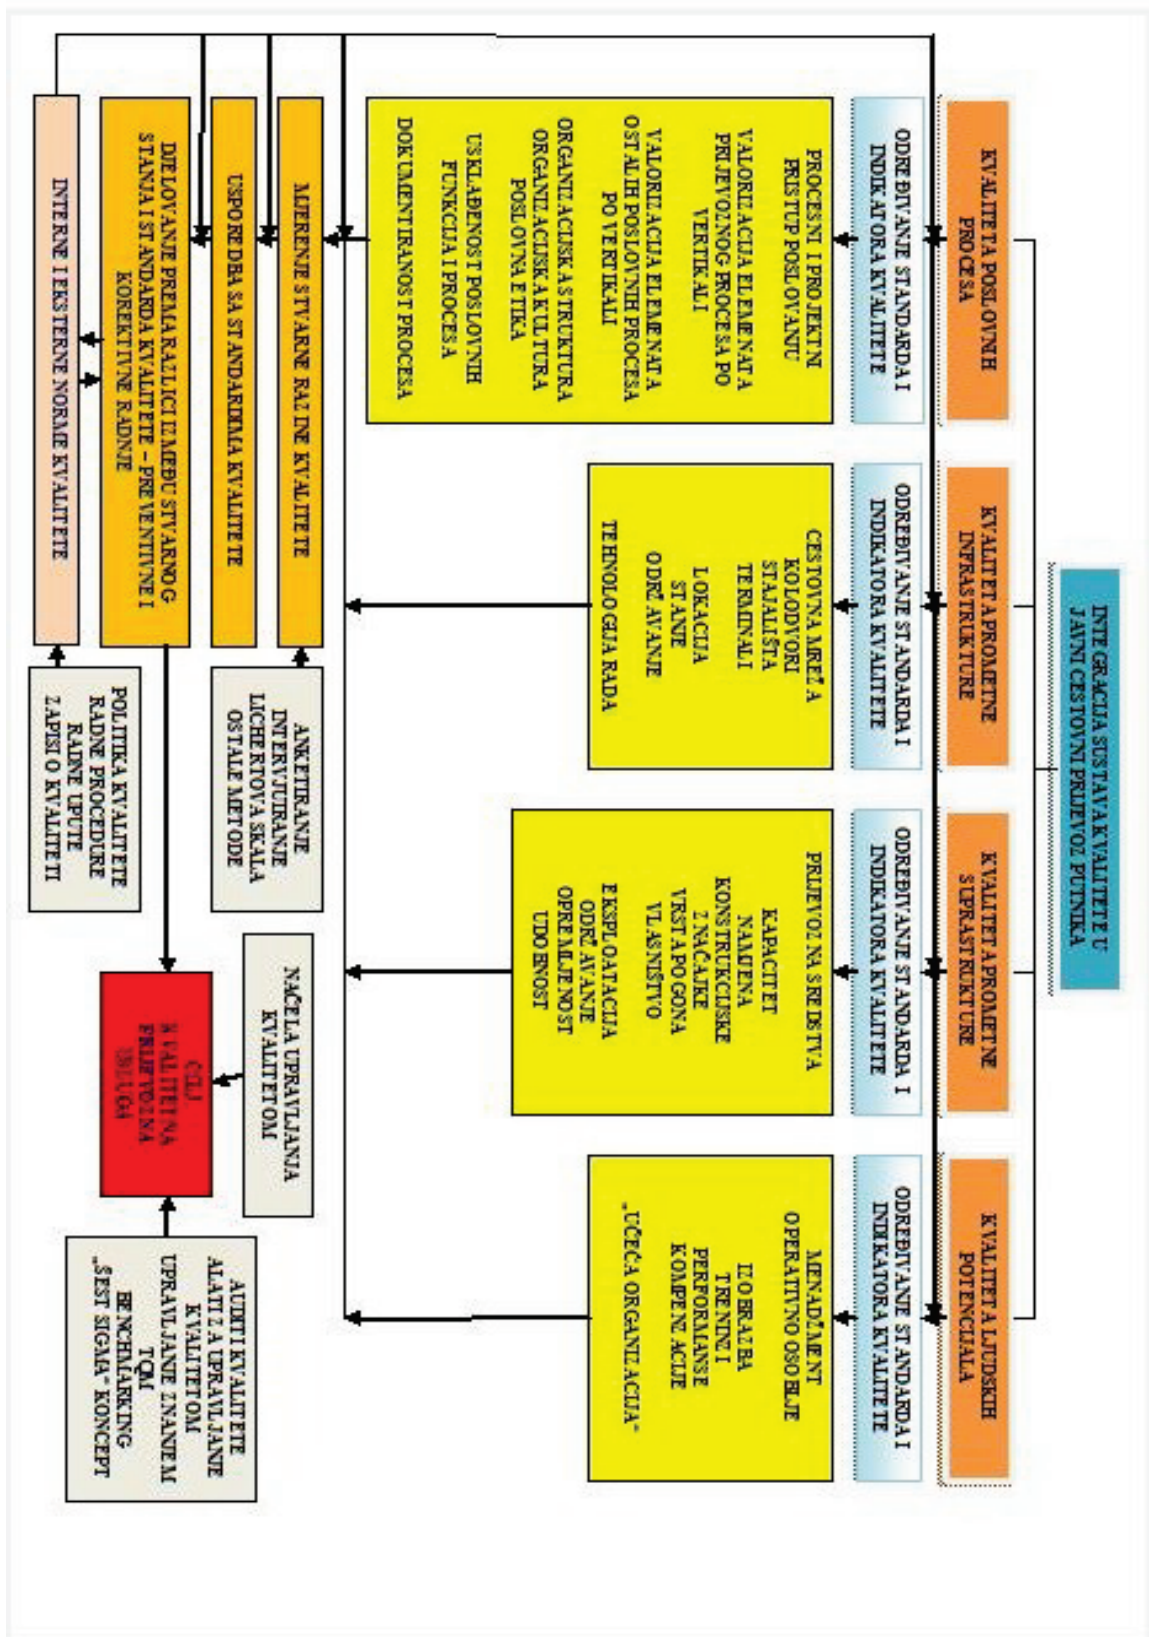 INTEGRACIJA SUSTAVA KVALITETE U
JAVNI CESTOVNI PRIJEVOZ PUTNIKA
KVALITETA POSLOVNIH
PROCESA
KVALITETA PROMETNE
INFRASTRIKTURE
KVALITETA PROMETNE
SUPRASTRUKTURE
KVALITETA LJUDSKIH
POTENCIJALA
ODREĐIVANJE STANDARDA I
INDIKATORA KVALITETE
ODREĐIVANJE STANDARDA I
INDIKATORA KVALITETE
ODREĐIVANJE STANDARDA I
INDIKATORA KVALITETE
ODREĐIVANJE STANDARDA I
INDIKATORA KVALITETE
PROCESNI I PROJEKTNI
PRISTUP POSLOVANJU
VALORIZACIJA ELEMENATA
PRIJEVOZNOG PROCESA PO
VERTIKALI
VALORIZACIJA ELEMENATA
OSTALIH POSLOVNIH PROCESA
PO VERTIKALI
ORGANIZACIJSKA STRUKTURA
ORGANIZACIJSKA KULTURA
POSLOVNA ETIKA
USKLAĐENOST POSLOVNIH
FUNKCIJA I PROCESA
DOKUMENTIRANOST PROCESA
CESTOVNA MREŽA
KOLODVORI
STAJALIŠTA
TERMINALI
LOKACIJA
STANJE
ODRŽAVANJE
TEHNOLOGIJA RADA
PRIJEVOZNA SREDSTVA
KAPACITET
NAMJENA
KONSTRUKCIJSKE
ZNAČAJKE
VRSTA POGONA
VLASNIŠTVO
EKSPLOATACIJA
ODRŽAVANJE
OPREMLJENOST
UDOBNOST
MENADŽMENT
OPERATIVNO OSOBLJE
IZOBRAZBA
TRENINZI
PERFORMANSE
KOMPENZACIJE
„UČEĆA ORGANIZACIJA“
MJERENJE STVARNE RAZINE KVALITETE
ANKETIRANJE
INTERVJUIRANJE
LICHERTOVA SKALA
OSTALE METODE
USPOREDBA SA STANDARDIMA KVALITETE
NAČELA UPRAVLJANJA
KVALITETOM
DJELOVANJE PREMA RAZLICI IZMEĐU STVARNOG
STANJA I STANDARDA KVALITETE – PREVENTIVNE I
KOREKTIVNE RADNJE
CILJ
KVALITETNA
PRIJEVOZNA
USLUGA
AUDITI KVALITETE
ALATI ZA UPRAVLJANJE
KVALITETOM
UPRAVLJANJE ZNANJEM
TQM
BENCHMARKING
„ŠEST SIGMA“ KONCEPT
INTERNE I EKSTERNE NORME KVALITETE
POLITIKA KVALITETE
RADNE PROCEDURE
RADNE UPUTE
ZAPISI O KVALITETI